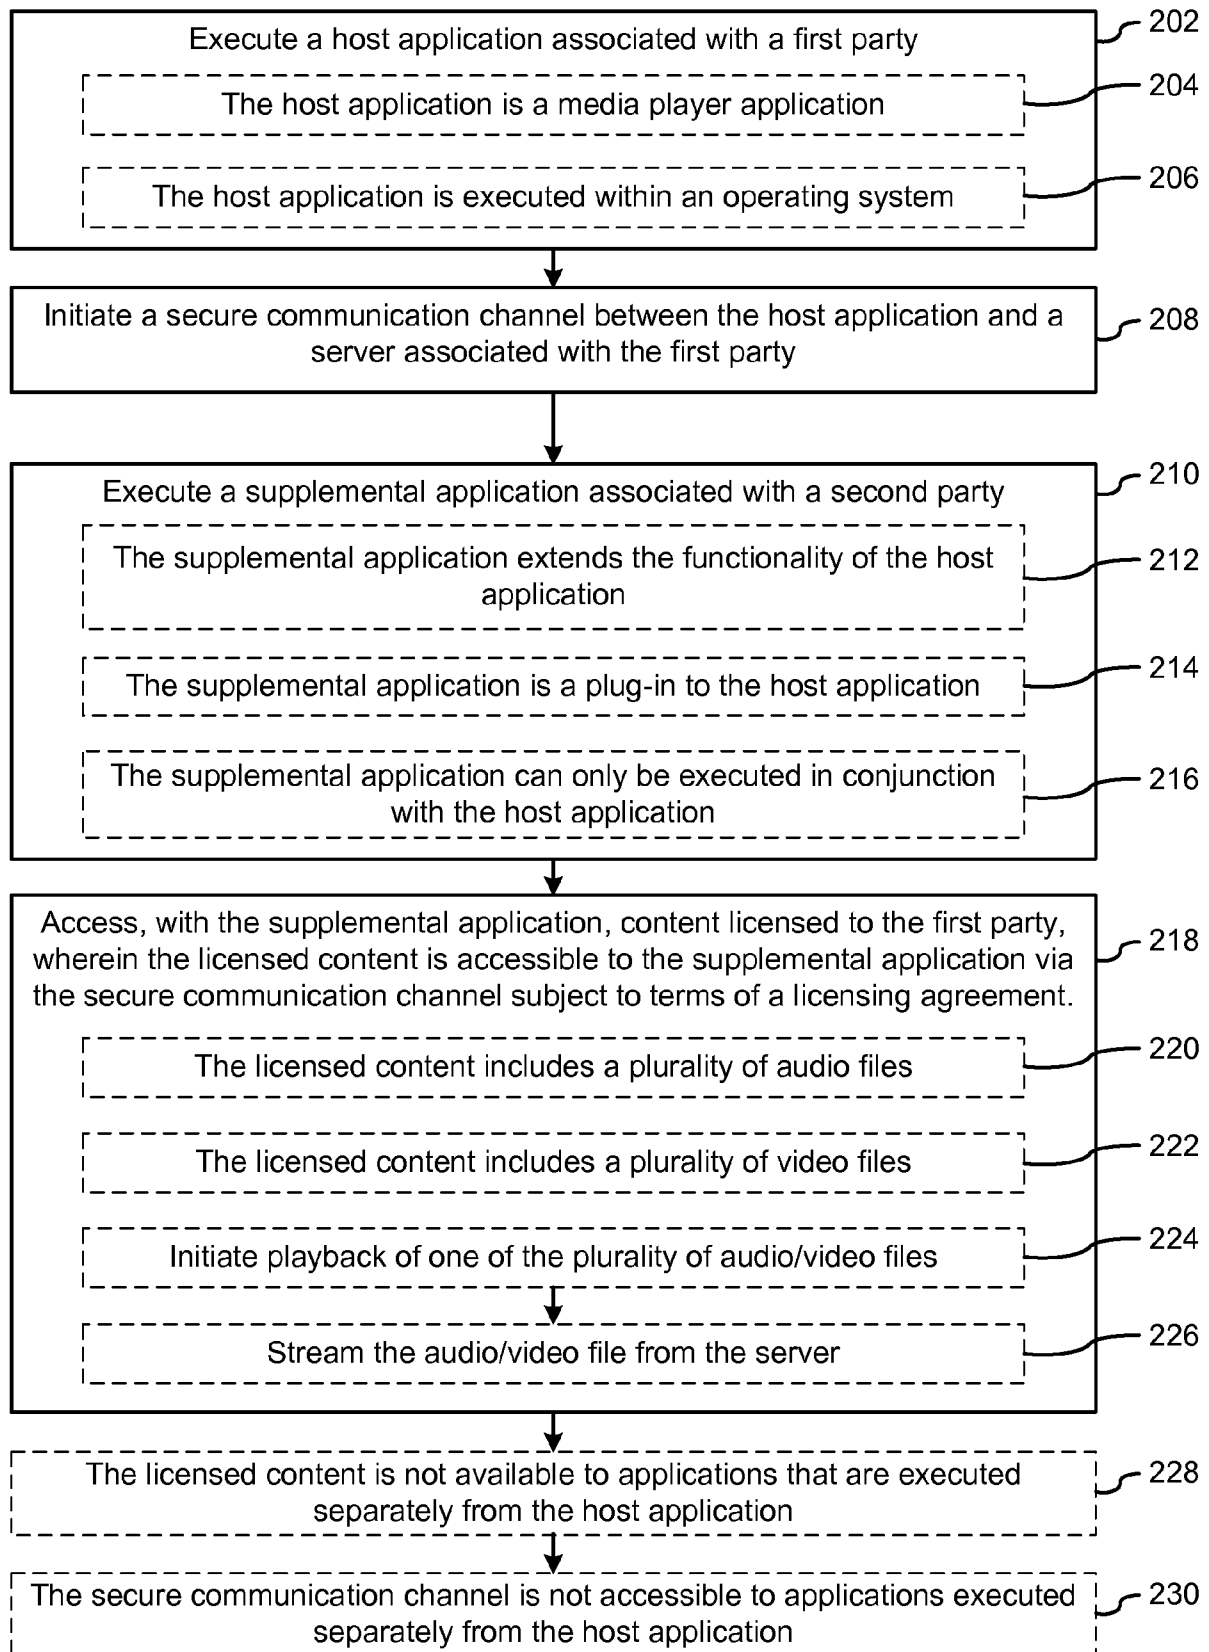 Execute a host application associated with a first party
202
The host application is a media player application
204
The host application is executed within an operating system
206
Initiate a secure communication channel between the host application and a
server associated with the first party
208
Execute a supplemental application associated with a second party
210
The supplemental application extends the functionality of the host
application
212
The supplemental application is a plug-in to the host application
214
The supplemental application can only be executed in conjunction
with the host application
216
Access, with the supplemental application, content licensed to the first party,
wherein the licensed content is accessible to the supplemental application via
the secure communication channel subject to terms of a licensing agreement.
218
The licensed content includes a plurality of audio files
220
The licensed content includes a plurality of video files
222
Initiate playback of one of the plurality of audio/video files
224
Stream the audio/video file from the server
226
The licensed content is not available to applications that are executed
separately from the host application
228
The secure communication channel is not accessible to applications executed
separately from the host application
230